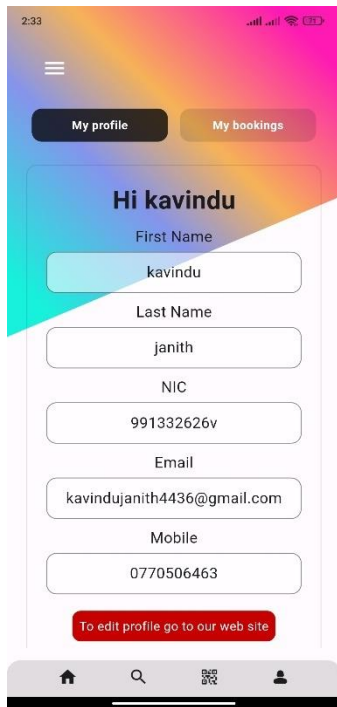 2:33
71
My profile
My bookings
Hi kavindu
First Name
kavindu
Last Name
janith
NIC
991332626v
Email
kavindujanith4436@gmail.com
Mobile
0770506463
To edit profile go to our web site